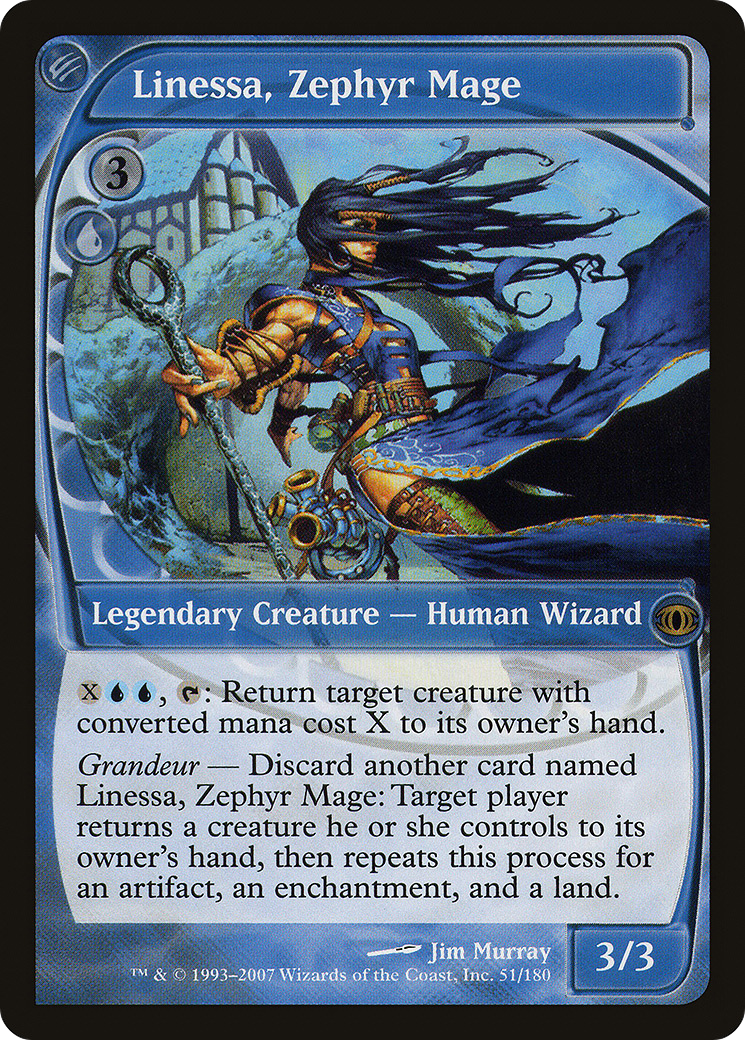 Linessa, Zephyr Mage
3
Legendary Creature — Human Wizard
X, : Return target creature with
converted mana cost X to its owner's hand.
Grandeur — Discard another card named
Linessa, Zephyr Mage: Target player
returns a creature he or she controls to its
owner's hand, then repeats this process for
an artifact, an enchantment, and a land.
Jim Murray
™ & © 1993–2007 Wizards of the Coast, Inc. 51/180
3/3